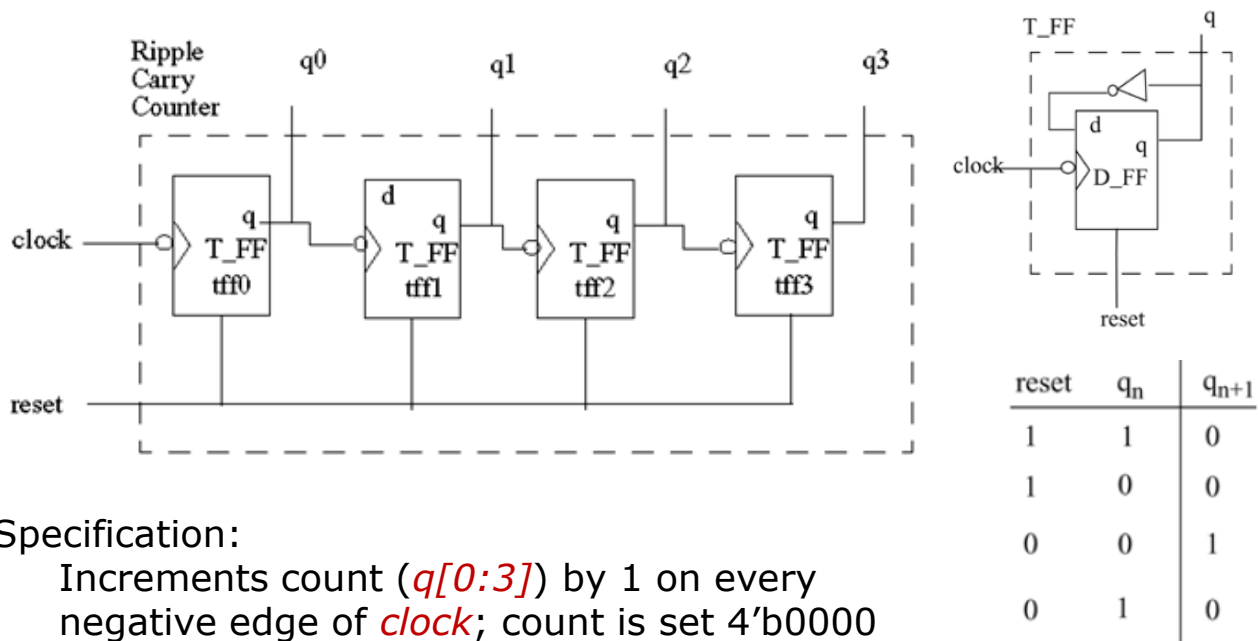 Ripple
Carry
Counter
q0
q1
q2
q3
clock
q
T_FF
tff0
d
q
T_FF
tff1
q
T_FF
tff2
q
T_FF
tff3
reset
T_FF
q
d
q
clock
D_FF
reset
reset qn qn+1
1 1 0
1 0 0
0 0 1
0 1 0
Specification:
Increments count (q[0:3]) by 1 on every
negative edge of clock; count is set 4’b0000